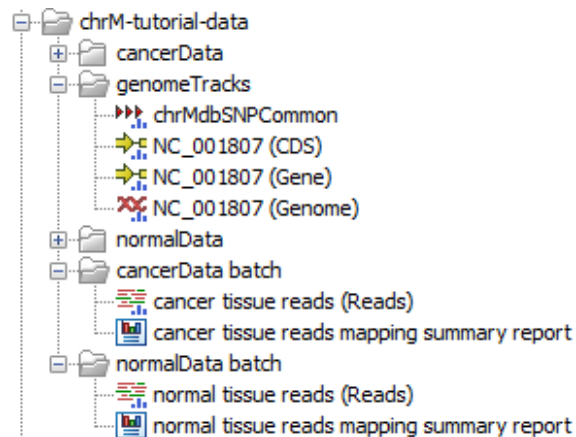 chrM-tutorial-data
cancerData
genomeTracks
chrMdbSNPCommon
NC_001807 (CDS)
NC_001807 (Gene)
NC_001807 (Genome)
normalData
cancerData batch
cancer tissue reads (Reads)
cancer tissue reads mapping summary report
normalData batch
normal tissue reads (Reads)
normal tissue reads mapping summary report